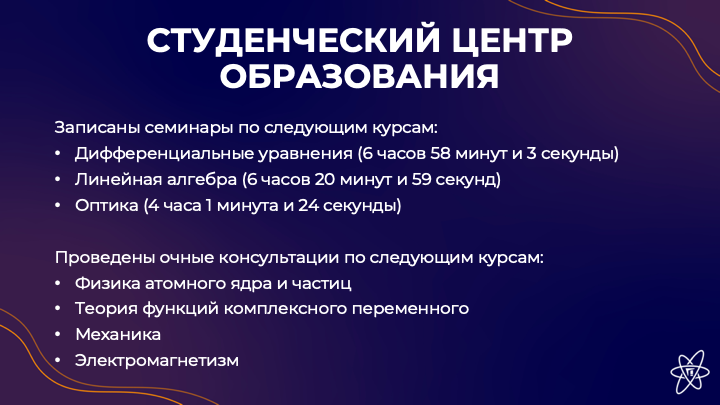 СТУДЕНЧЕСКИЙ ЦЕНТР
ОБРАЗОВАНИЯ
Записаны семинары по следующим курсам:
• Дифференциальные уравнения (6 часов 58 минут и 3 секунды)
• Линейная алгебра (6 часов 20 минут и 59 секунд)
• Оптика (4 часа 1 минута и 24 секунды)
Проведены очные консультации по следующим курсам:
• Физика атомного ядра и частиц
• Теория функций комплексного переменного
• Механика
• Электромагнетизм